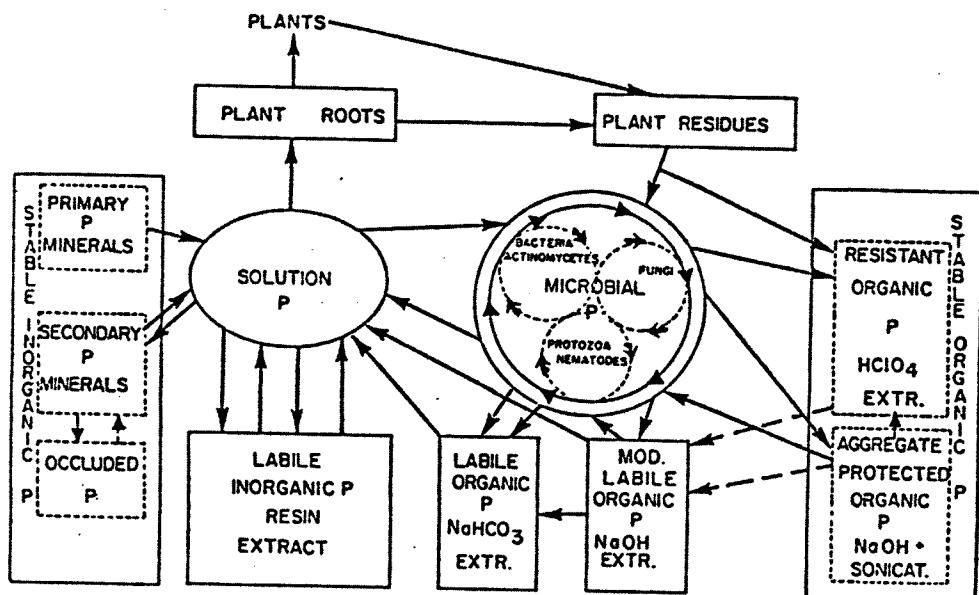 PLANTS
PLANT ROOTS
PLANT RESIDUES
STABLE INORGANIC P
PRIMARY
P
MINERALS
SECONDARY
P
MINERALS
OCCLUDED
P
SOLUTION
P
BACTERIA
ACTINOMYCETES
FUNGI
MICROBIAL
P
PROTOZOA
NEMATODES
LABILE
INORGANIC P
RESIN
EXTRACT
LABILE
ORGANIC
P
NaHCO3
EXTR.
MOD.
LABILE
ORGANIC
P
NaOH
EXTR.
RESISTANT
ORGANIC
P
HClO4
EXTR.
AGGREGATE
PROTECTED
ORGANIC
P
NaOH +
SONICAT.
STABLE ORGANIC P